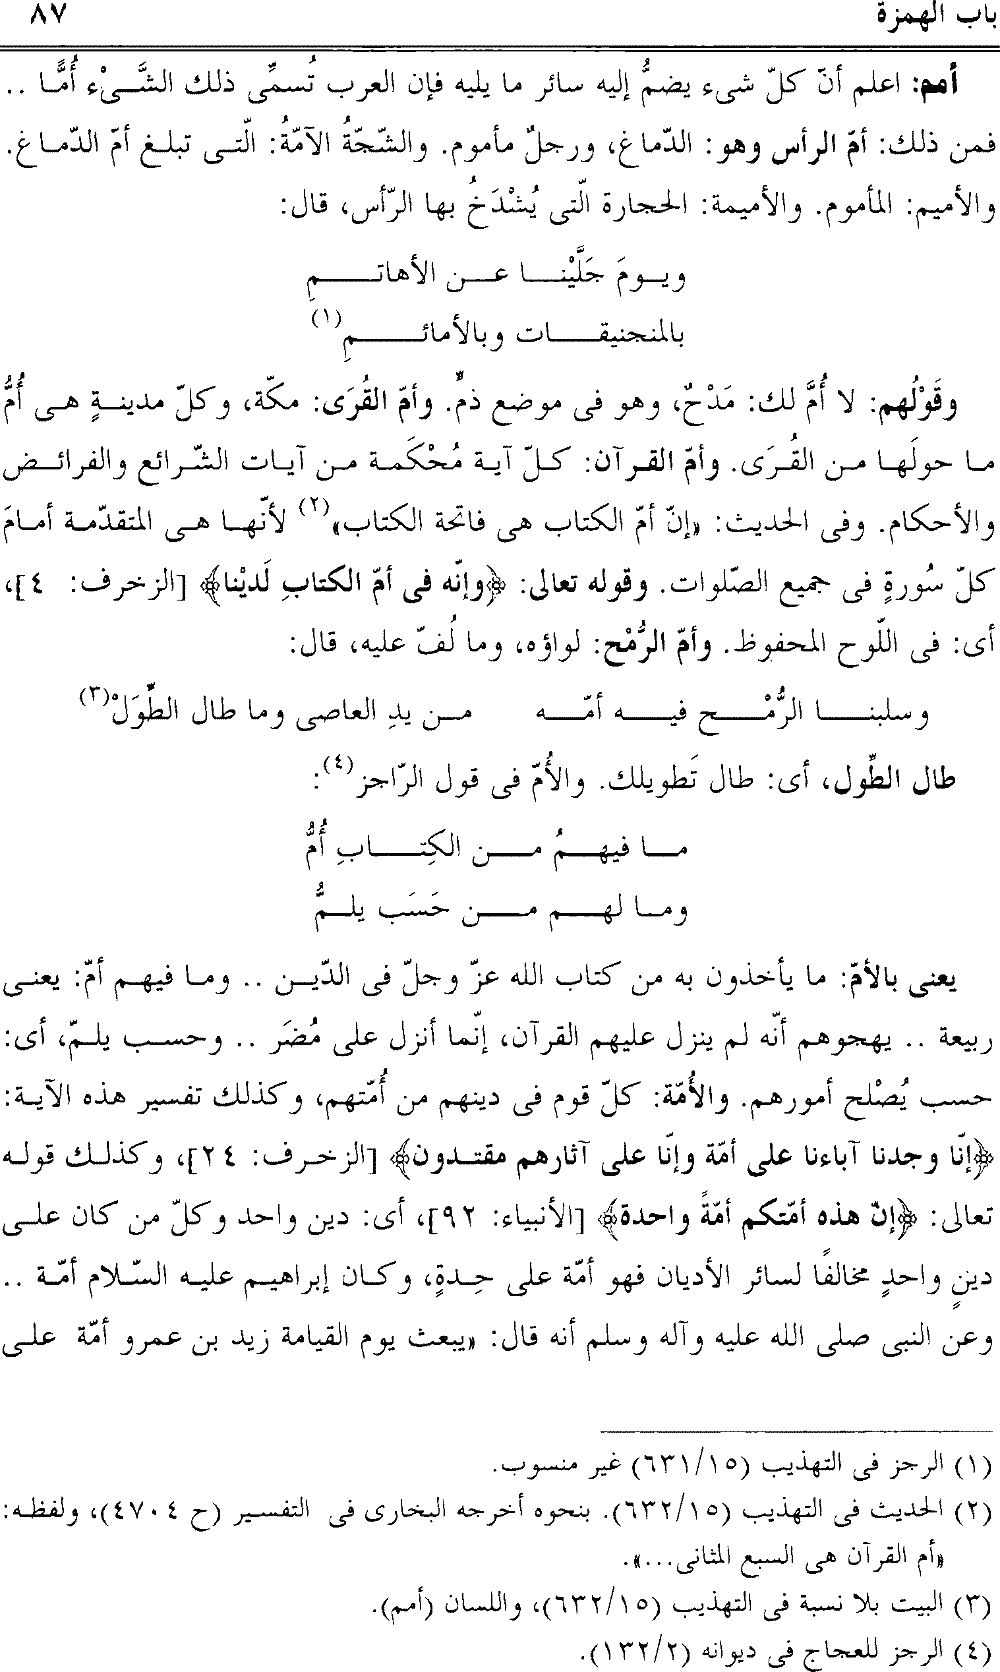 باب الهمزة ٨٧
أمم: اعلم أنّ كلّ شىء يضمُّ إليه سائر ما يليه فإن العرب تُسمِّى ذلك الشَّىْء أُمًّا ..
فمن ذلك: أمّ الرأس وهو: الدّماغ، ورجلٌ مأموم. والشّجّةُ الآمّةُ: الّتى تبلغ أمّ الدّماغ.
والأميم: المأموم. والأميمة: الحجارة الّتى يُشْدَخُ بها الرّأس، قال:
ويومَ جَلَّيْنا عن الأهاتمِ
بالمنجنيقات وبالأمائمِ(١)
وقَوْلُهم: لا أُمَّ لك: مَدْحٌ، وهو فى موضع ذمٌّ. وأمّ القُرَى: مكّة، وكلّ مدينةٍ هى أُمُّ
ما حولَها من القُرَى. وأمّ القرآن: كلّ آية مُحْكَمة من آيات الشّرائع والفرائض
والأحكام. وفى الحديث: «إنّ أمّ الكتاب هى فاتحة الكتاب»(٢) لأنّها هى المتقدّمة أمامَ
كلّ سُورةٍ فى جميع الصّلوات. وقوله تعالى: ﴿وإنّه فى أمّ الكتابِ لَديْنا﴾ [الزخرف: ٤]،
أى: فى اللّوح المحفوظ. وأمّ الرُّمْح: لواؤه، وما لُفّ عليه، قال:
وسلبنا الرُّمْح فيه أمّه من يدِ العاصى وما طال الطِّوَلْ(٣)
طال الطِّول، أى: طال تَطويلك. والأُمّ فى قول الرّاجز(٤):
ما فيهمُ من الكِتابِ أُمُّ
وما لهم من حَسَب يلمُّ
يعنى بالأمّ: ما يأخذون به من كتاب الله عزّ وجلّ فى الدّين .. وما فيهم أمّ: يعنى
ربيعة .. يهجوهم أنّه لم ينزل عليهم القرآن، إنّما أنزل على مُضَر .. وحسب يلمّ، أى:
حسب يُصْلح أمورهم. والأُمّة: كلّ قوم فى دينهم من أُمّتهم، وكذلك تفسير هذه الآية:
﴿إنّا وجدنا آباءنا على أمّة وإنّا على آثارهم مقتدون﴾ [الزخرف: ٢٤]، وكذلك قوله
تعالى: ﴿إنّ هذه أمّتكم أمّةً واحدة﴾ [الأنبياء: ٩٢]، أى: دين واحد وكلّ من كان على
دينٍ واحدٍ مخالفًا لسائر الأديان فهو أمّة على حِدةٍ، وكان إبراهيم عليه السّلام أمّة ..
وعن النبى صلى الله عليه وآله وسلم أنه قال: «يبعث يوم القيامة زيد بن عمرو أمّة على
(١) الرجز فى التهذيب (٦٣١/١٥) غير منسوب.
(٢) الحديث فى التهذيب (٦٣٢/١٥). بنحوه أخرجه البخارى فى التفسير (ح ٤٧٠٤)، ولفظه:
«أم القرآن هى السبع المثانى...».
(٣) البيت بلا نسبة فى التهذيب (٦٣٢/١٥)، واللسان (أمم).
(٤) الرجز للعجاج فى ديوانه (١٣٢/٢).